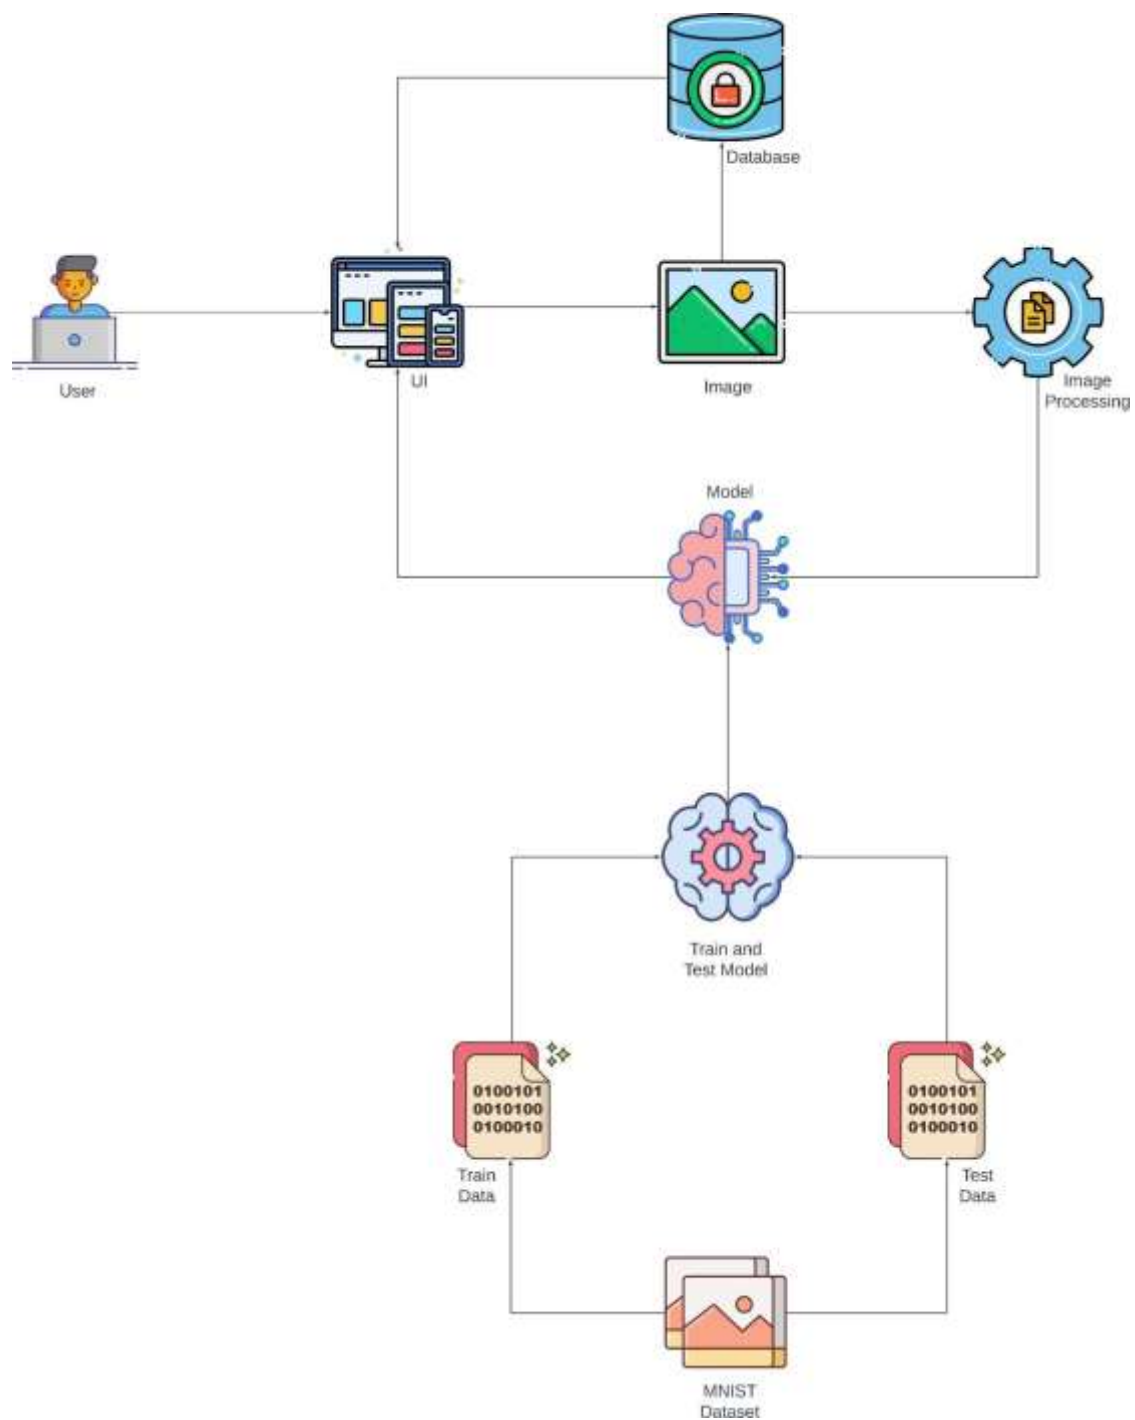 Database
User
UI
Image
Image
Processing
Model
Train and
Test Model
0100101
0010100
0100010
0100101
0010100
0100010
Train
Data
Test
Data
MNIST
Dataset